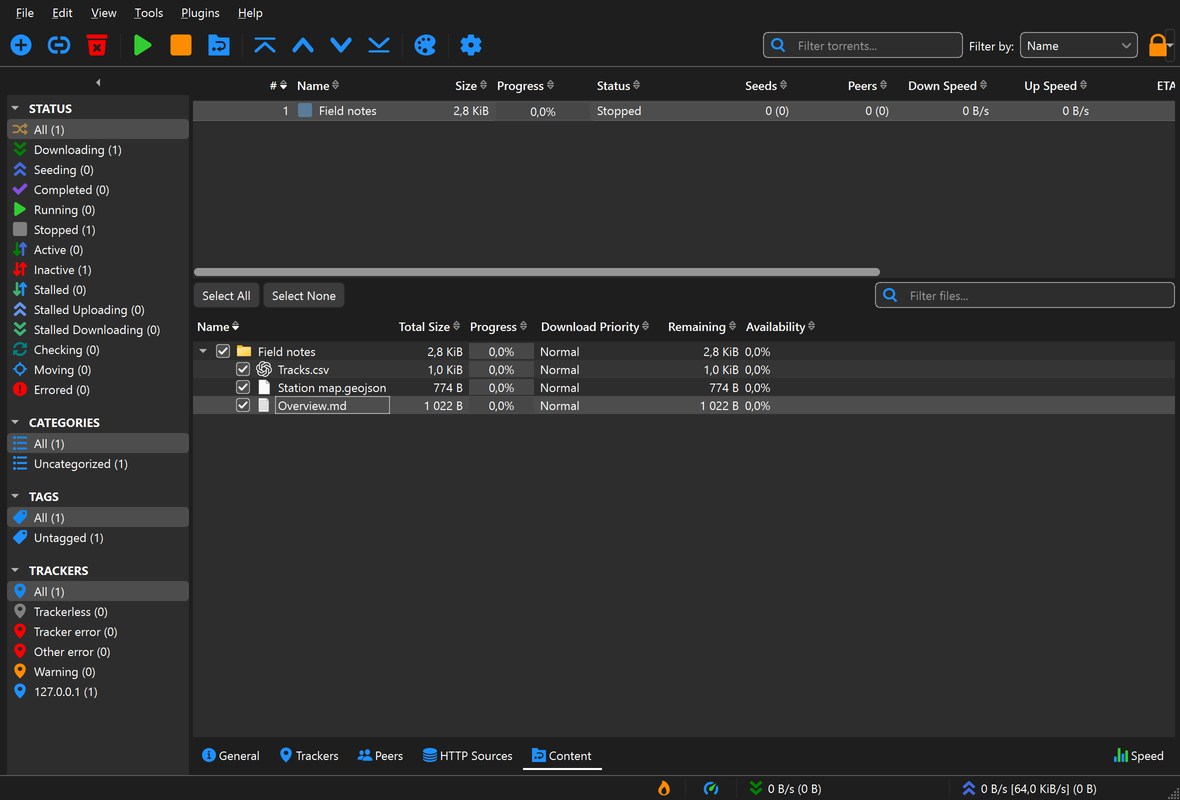 File Edit View Tools Plugins Help
Filter torrents... Filter by: Name
# Name Size Progress Status Seeds Peers Down Speed Up Speed ETA
1 Field notes 2,8 KiB 0,0% Stopped 0 (0) 0 (0) 0 B/s 0 B/s
STATUS
All (1)
Downloading (1)
Seeding (0)
Completed (0)
Running (0)
Stopped (1)
Active (0)
Inactive (1)
Stalled (0)
Stalled Uploading (0)
Stalled Downloading (0)
Checking (0)
Moving (0)
Errored (0)
CATEGORIES
All (1)
Uncategorized (1)
TAGS
All (1)
Untagged (1)
TRACKERS
All (1)
Trackerless (0)
Tracker error (0)
Other error (0)
Warning (0)
127.0.0.1 (1)
Select All Select None Filter files...
Name Total Size Progress Download Priority Remaining Availability
Field notes 2,8 KiB 0,0% Normal 2,8 KiB 0,0%
Tracks.csv 1,0 KiB 0,0% Normal 1,0 KiB 0,0%
Station map.geojson 774 B 0,0% Normal 774 B 0,0%
Overview.md 1 022 B 0,0% Normal 1 022 B 0,0%
General Trackers Peers HTTP Sources Content Speed
0 B/s (0 B) 0 B/s [64,0 KiB/s] (0 B)